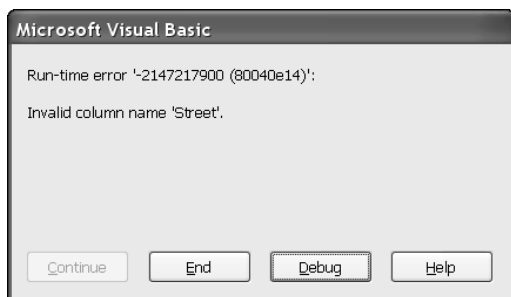 Microsoft Visual Basic
Run-time error '-2147217900 (80040e14)':
Invalid column name 'Street'.
Continue End Debug Help